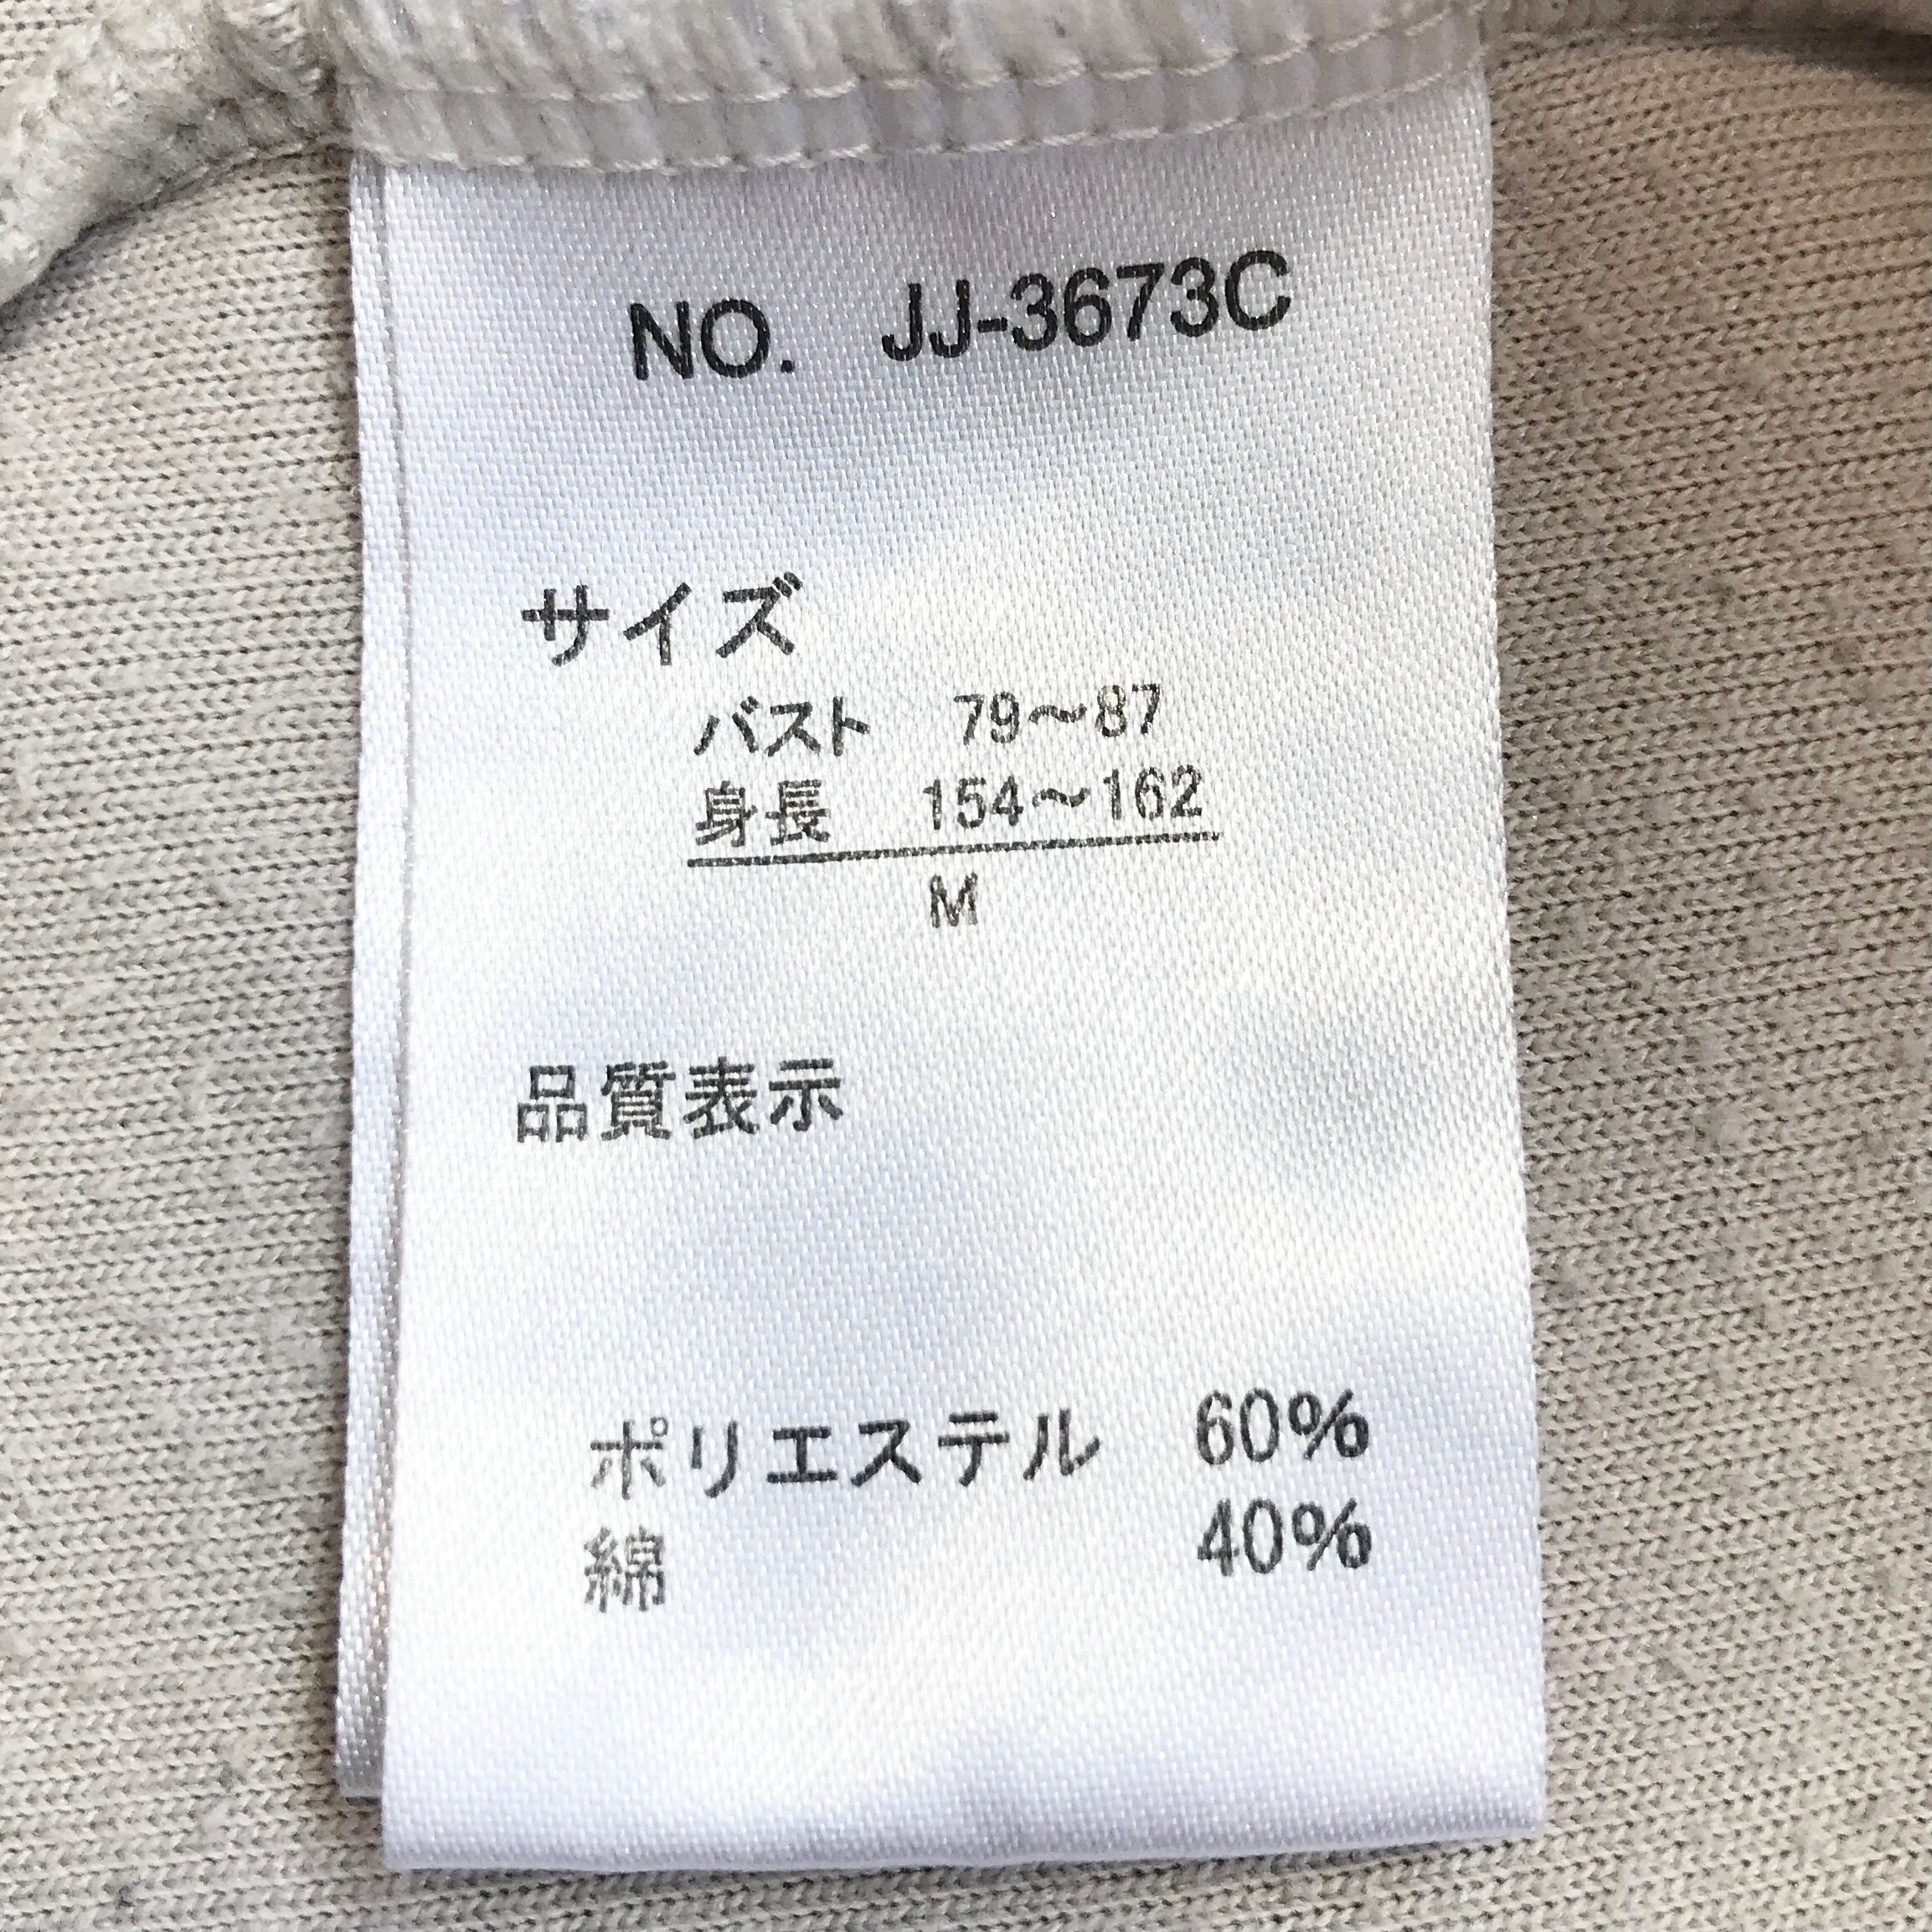 NO. JJ-3673C
サイズ
バスト 79～87
身長 154～162
M
品質表示
ポリエステル 60%
綿 40%